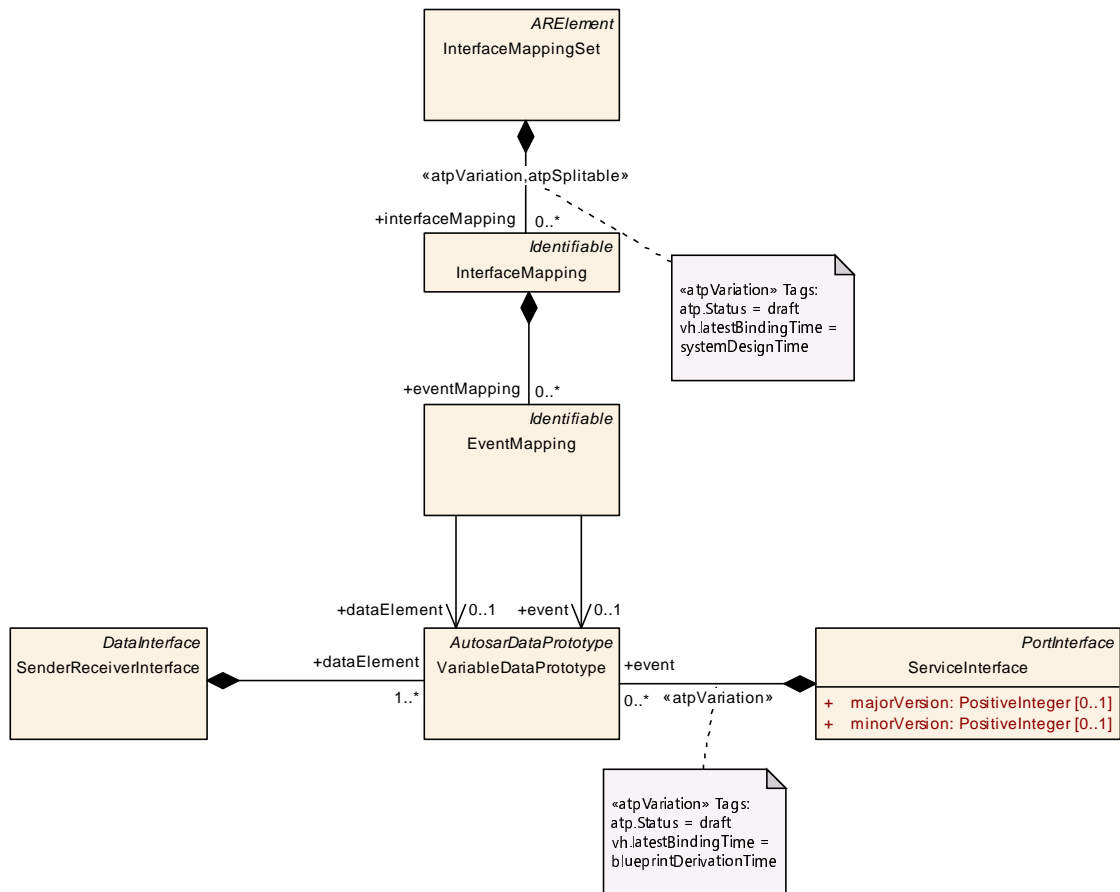 ARElement
InterfaceMappingSet
«atpVariation,atpSplitable»
+interfaceMapping 0..*
Identifiable
InterfaceMapping
«atpVariation» Tags:
atp.Status = draft
vh.latestBindingTime =
systemDesignTime
+eventMapping 0..*
Identifiable
EventMapping
+dataElement 0..1 +event 0..1
DataInterface
SenderReceiverInterface
+dataElement
1..*
AutosarDataPrototype
VariableDataPrototype
+event
0..* «atpVariation»
PortInterface
ServiceInterface
+ majorVersion: PositiveInteger [0..1]
+ minorVersion: PositiveInteger [0..1]
«atpVariation» Tags:
atp.Status = draft
vh.latestBindingTime =
blueprintDerivationTime